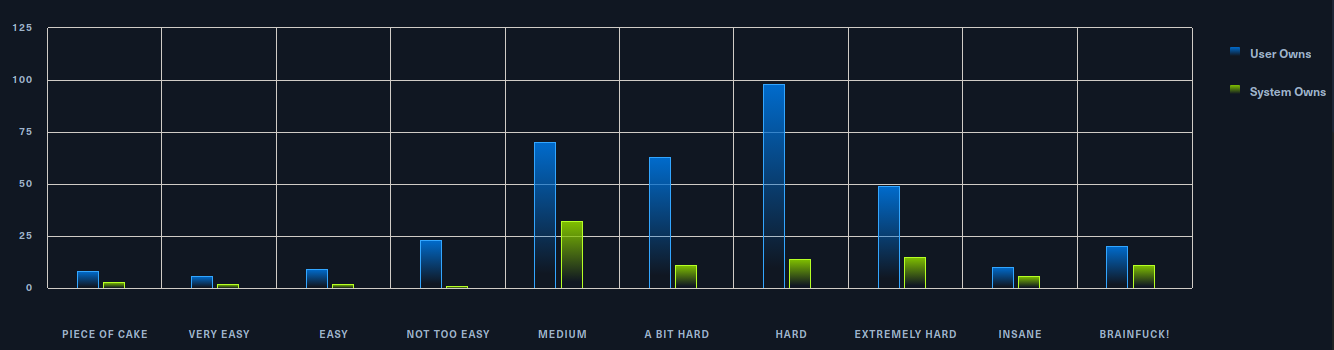 125
100
75
50
25
0
User Owns
System Owns
PIECE OF CAKE
VERY EASY
EASY
NOT TOO EASY
MEDIUM
A BIT HARD
HARD
EXTREMELY HARD
INSANE
BRAINFUCK!